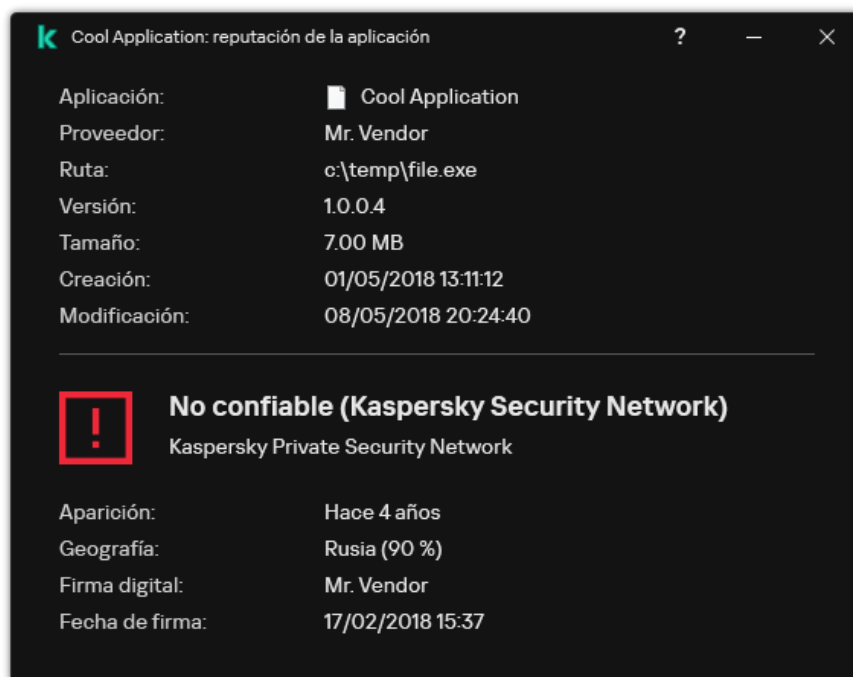 Cool Application: reputación de la aplicación ?
Aplicación: Cool Application
Proveedor: Mr. Vendor
Ruta: c:\temp\file.exe
Versión: 1.0.0.4
Tamaño: 7.00 MB
Creación: 01/05/2018 13:11:12
Modificación: 08/05/2018 20:24:40
! No confiable (Kaspersky Security Network)
Kaspersky Private Security Network
Aparición: Hace 4 años
Geografía: Rusia (90 %)
Firma digital: Mr. Vendor
Fecha de firma: 17/02/2018 15:37